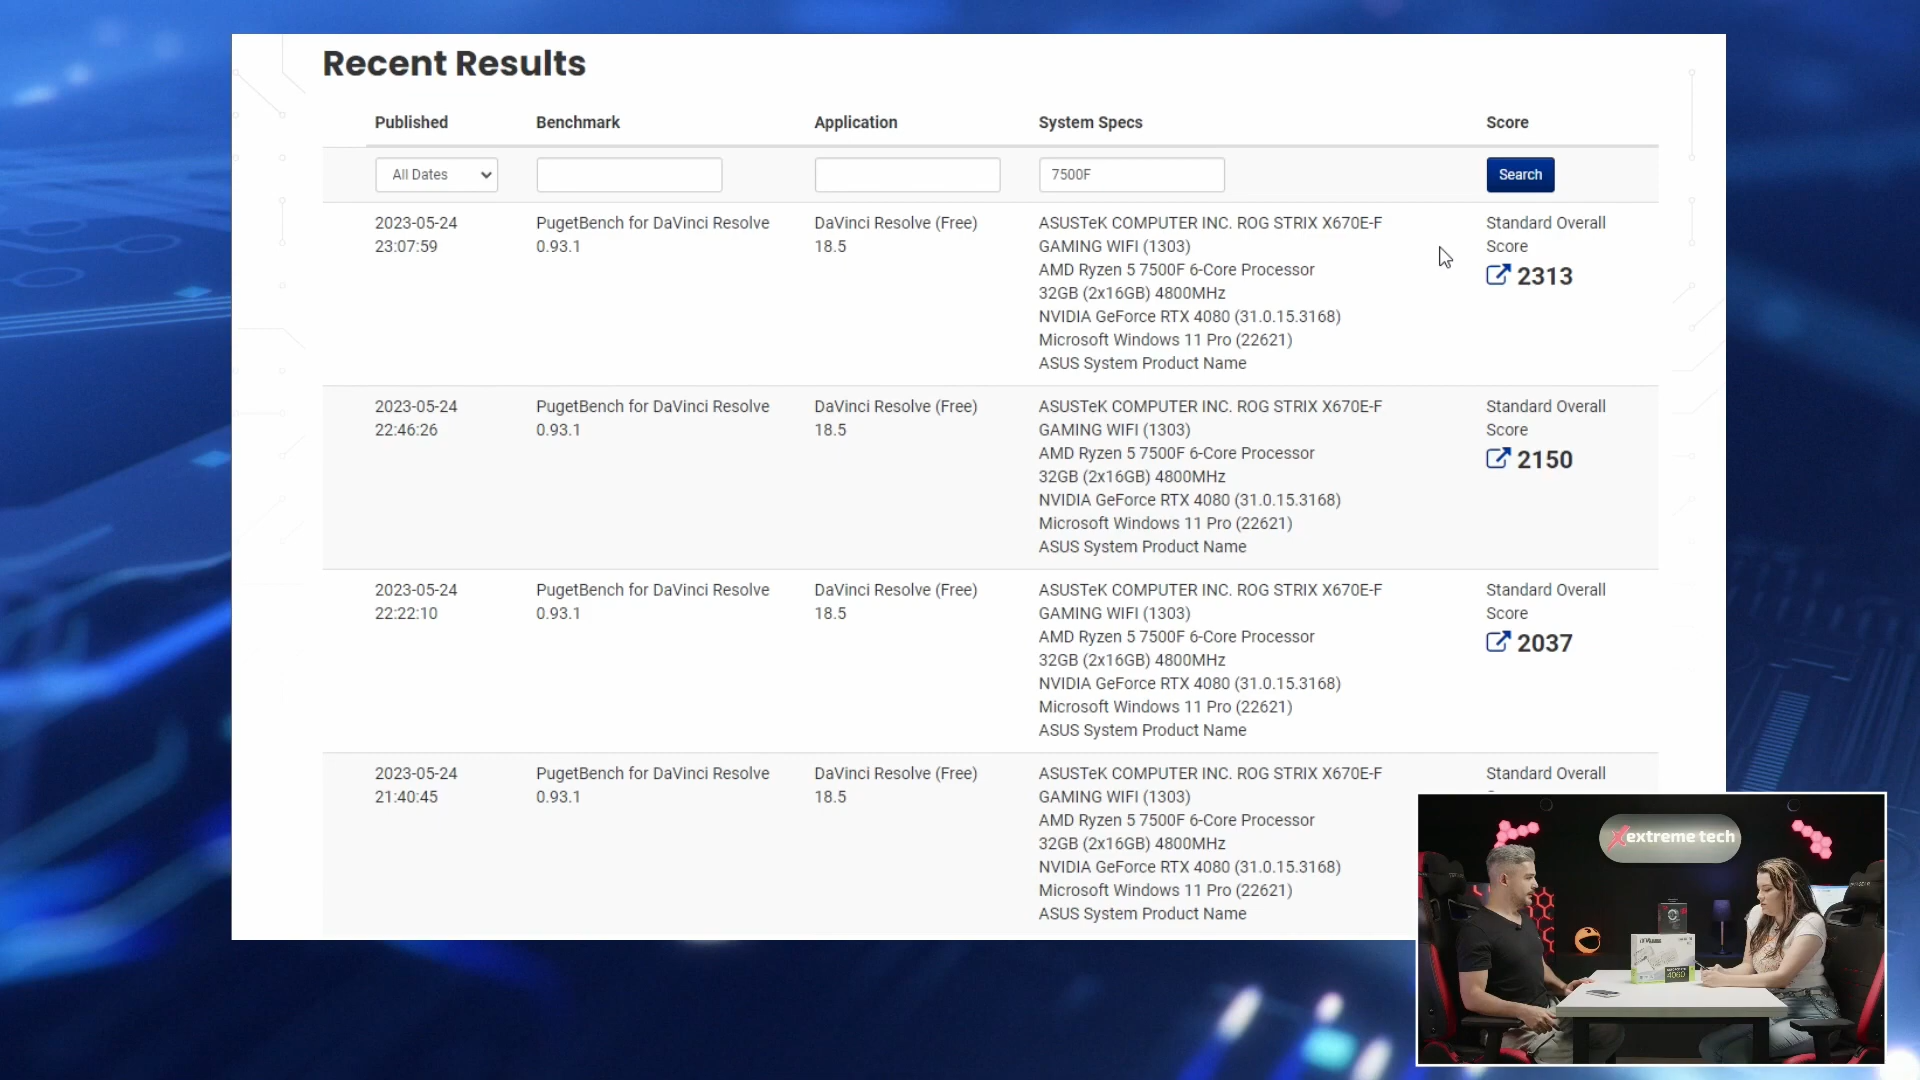 Recent Results
Published Benchmark Application System Specs Score
All Dates 7500F Search
2023-05-24 PugetBench for DaVinci Resolve DaVinci Resolve (Free) ASUSTeK COMPUTER INC. ROG STRIX X670E-F Standard Overall
23:07:59 0.93.1 18.5 GAMING WIFI (1303) Score
AMD Ryzen 5 7500F 6-Core Processor 2313
32GB (2x16GB) 4800MHz
NVIDIA GeForce RTX 4080 (31.0.15.3168)
Microsoft Windows 11 Pro (22621)
ASUS System Product Name
2023-05-24 PugetBench for DaVinci Resolve DaVinci Resolve (Free) ASUSTeK COMPUTER INC. ROG STRIX X670E-F Standard Overall
22:46:26 0.93.1 18.5 GAMING WIFI (1303) Score
AMD Ryzen 5 7500F 6-Core Processor 2150
32GB (2x16GB) 4800MHz
NVIDIA GeForce RTX 4080 (31.0.15.3168)
Microsoft Windows 11 Pro (22621)
ASUS System Product Name
2023-05-24 PugetBench for DaVinci Resolve DaVinci Resolve (Free) ASUSTeK COMPUTER INC. ROG STRIX X670E-F Standard Overall
22:22:10 0.93.1 18.5 GAMING WIFI (1303) Score
AMD Ryzen 5 7500F 6-Core Processor 2037
32GB (2x16GB) 4800MHz
NVIDIA GeForce RTX 4080 (31.0.15.3168)
Microsoft Windows 11 Pro (22621)
ASUS System Product Name
2023-05-24 PugetBench for DaVinci Resolve DaVinci Resolve (Free) ASUSTeK COMPUTER INC. ROG STRIX X670E-F Standard Overall
21:40:45 0.93.1 18.5 GAMING WIFI (1303)
AMD Ryzen 5 7500F 6-Core Processor
32GB (2x16GB) 4800MHz
NVIDIA GeForce RTX 4080 (31.0.15.3168)
Microsoft Windows 11 Pro (22621)
ASUS System Product Name
extreme tech
4060